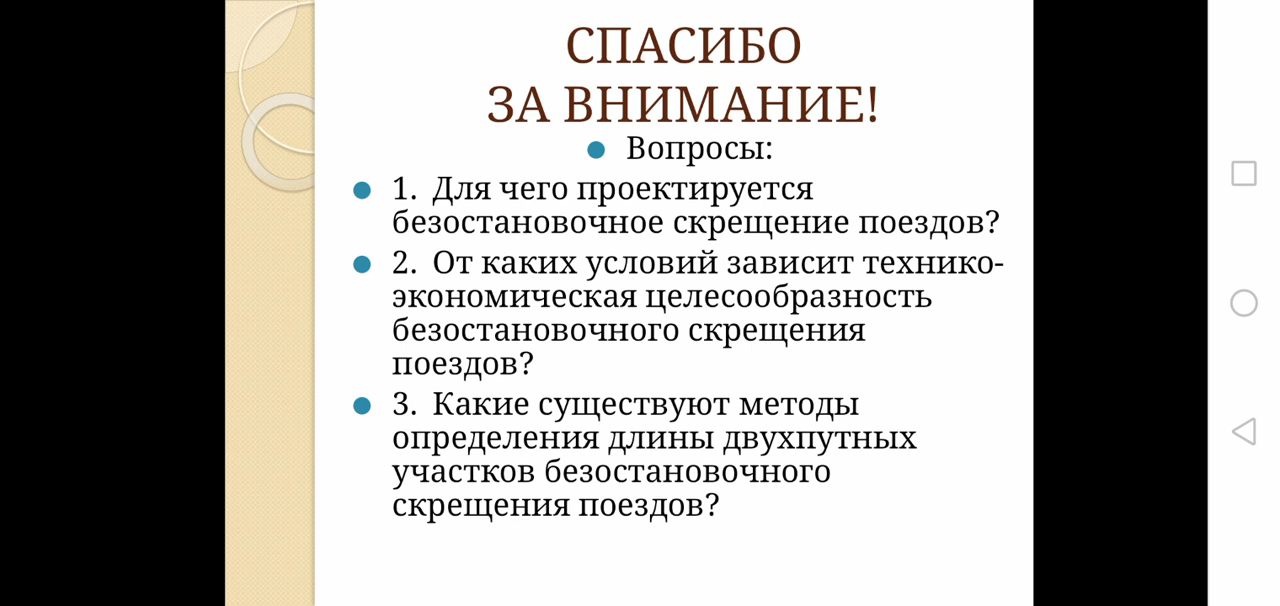 СПАСИБО
ЗА ВНИМАНИЕ!
Вопросы:
1. Для чего проектируется
безостановочное скрещение поездов?
2. От каких условий зависит технико-
экономическая целесообразность
безостановочного скрещения
поездов?
3. Какие существуют методы
определения длины двухпутных
участков безостановочного
скрещения поездов?